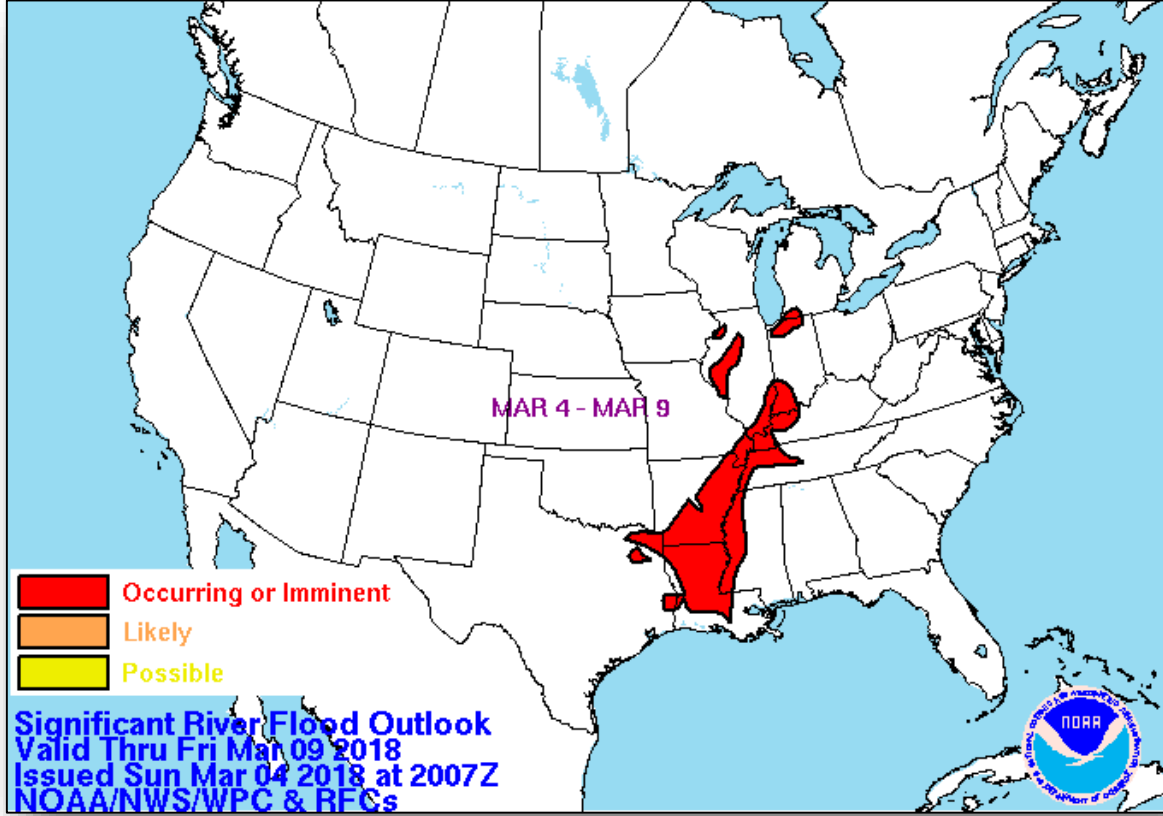 MAR 4 - MAR 9
Occurring or Imminent
Likely
Possible
Significant River Flood Outlook
Valid Thru Fri Mar 09 2018
Issued Sun Mar 04 2018 at 2007Z
NOAA/NWS/WPC & RFCs
NOAA